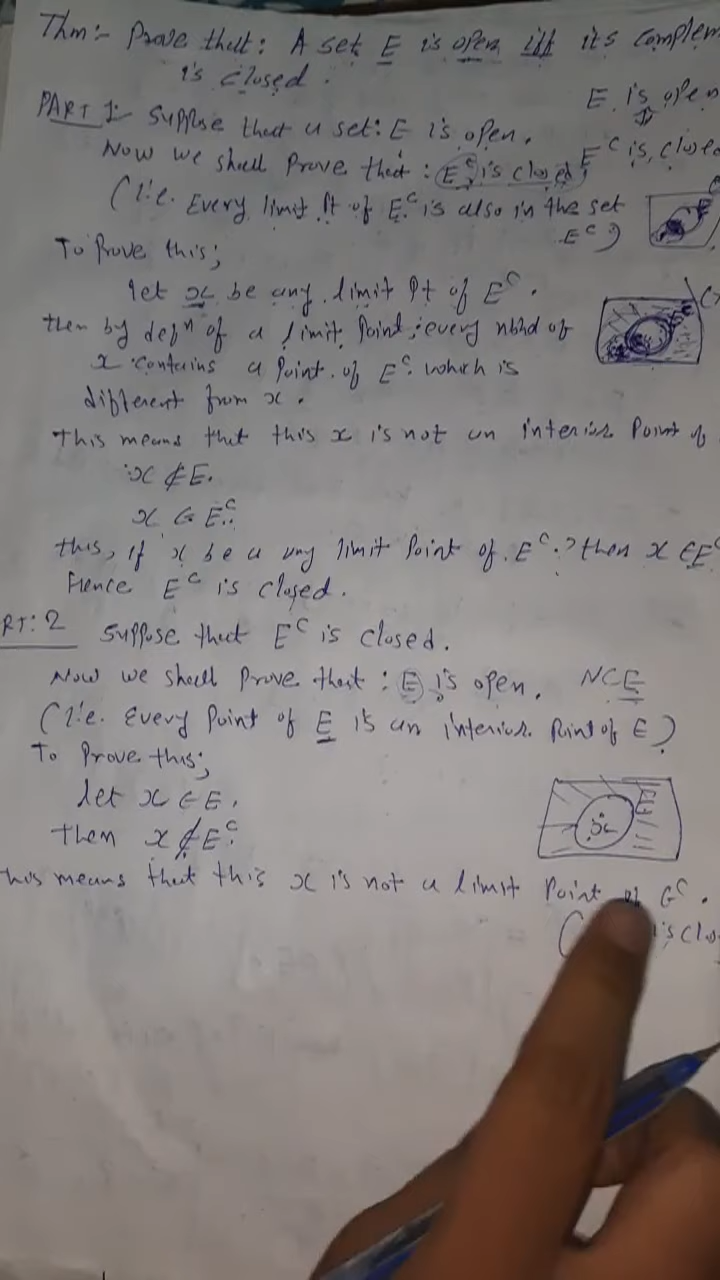 Thm:- Prove that: A set E is open iff its complem
is closed.
E is open
⇕
PART 1: Suppose that a set: E is open.
E^c is close
Now we shall Prove that: E^c is closed,
(i.e. Every limit Pt of E^c is also in the set
E^c)
E
To Prove this;
let x be any limit Pt of E^c.
then by defn of a limit Point; every nbhd of
x contains a Point of E^c which is
different from x.
This means that this x is not an interior Point of
x ∉ E.
x ∈ E^c.
this, if x be a any limit Point of E^c. then x ∈ E^c
Hence E^c is closed.
RT: 2 Suppose that E^c is closed.
Now we shall Prove that: E is open. NCE
(i.e. Every Point of E is an interior Point of E)
To Prove this;
let x ∈ E.
E
x
then x ∉ E^c
his means that this x is not a limit Point of E^c.
( is clo